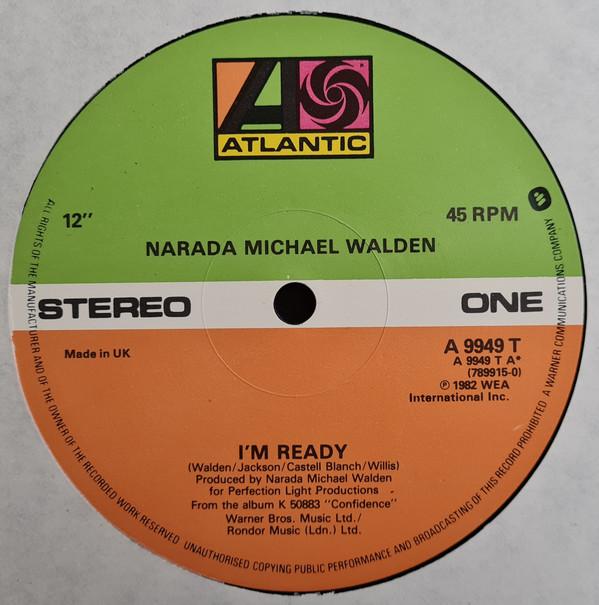 ATLANTIC
12"
45 RPM
NARADA MICHAEL WALDEN
STEREO
ONE
Made in UK
A 9949 T
A 9949 T A*
(789915-0)
℗ 1982 WEA
International Inc.
I'M READY
(Walden/Jackson/Castell Blanch/Willis)
Produced by Narada Michael Walden
for Perfection Light Productions
From the album K 50883 "Confidence"
Warner Bros. Music Ltd./
Rondor Music (Ldn.) Ltd.
ALL RIGHTS OF THE MANUFACTURER AND OF THE OWNER OF THE RECORDED WORK RESERVED UNAUTHORISED COPYING PUBLIC PERFORMANCE AND BROADCASTING OF THIS RECORD PROHIBITED A WARNER COMMUNICATIONS COMPANY